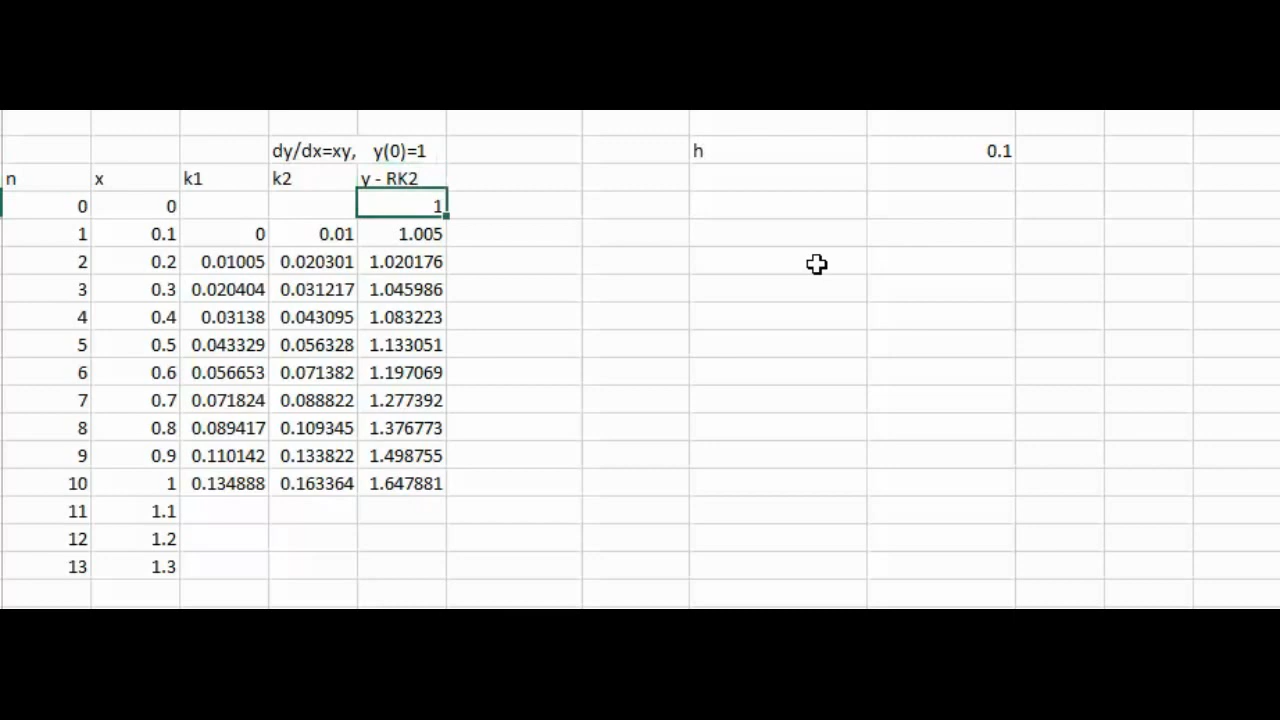 dy/dx=xy, y(0)=1 h 0.1
n x k1 k2 y - RK2
0 0 1
1 0.1 0 0.01 1.005
2 0.2 0.01005 0.020301 1.020176
3 0.3 0.020404 0.031217 1.045986
4 0.4 0.03138 0.043095 1.083223
5 0.5 0.043329 0.056328 1.133051
6 0.6 0.056653 0.071382 1.197069
7 0.7 0.071824 0.088822 1.277392
8 0.8 0.089417 0.109345 1.376773
9 0.9 0.110142 0.133822 1.498755
10 1 0.134888 0.163364 1.647881
11 1.1
12 1.2
13 1.3